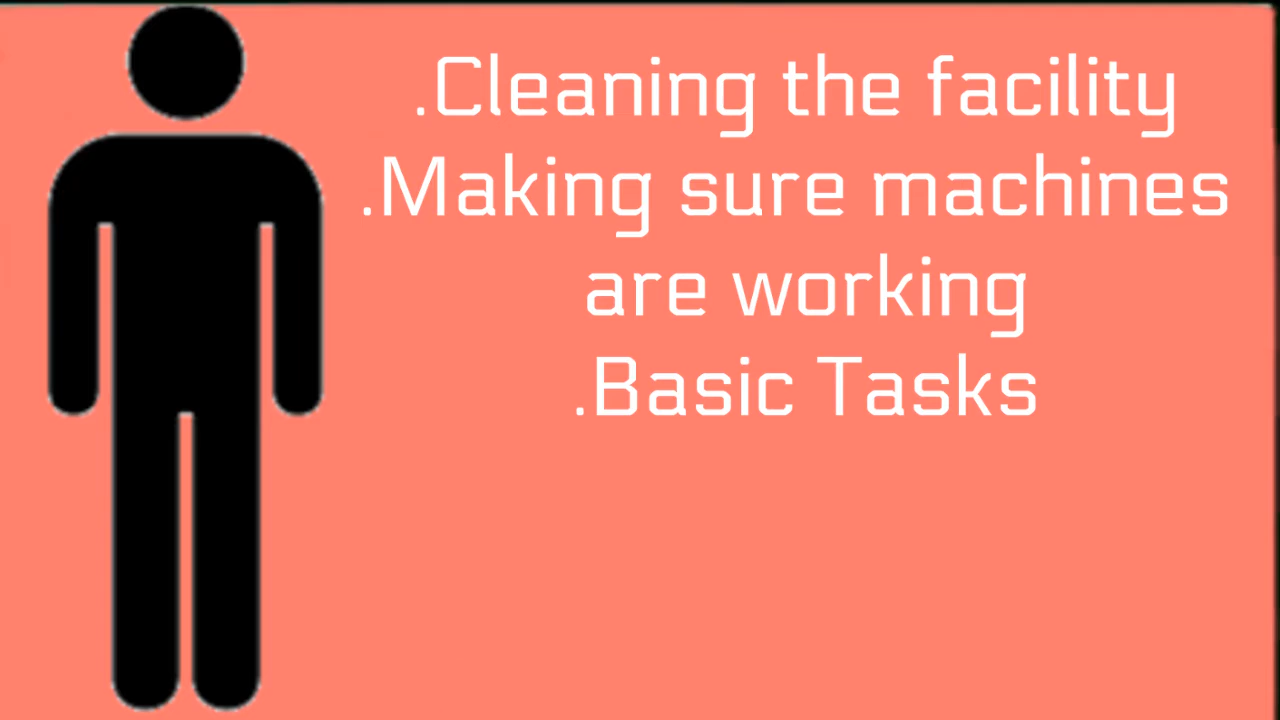 .Cleaning the facility
.Making sure machines
are working
.Basic Tasks